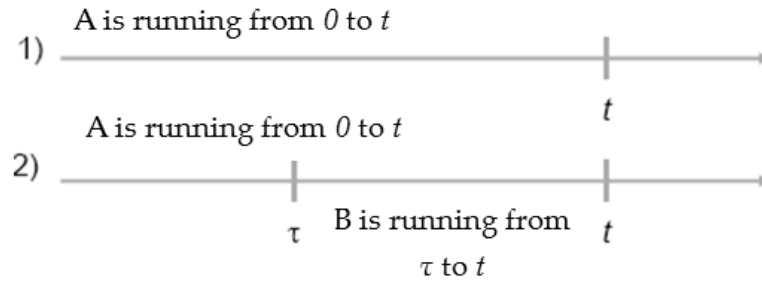 A is running from 0 to t
1)
t
A is running from 0 to t
2)
τ
B is running from
τ to t
t